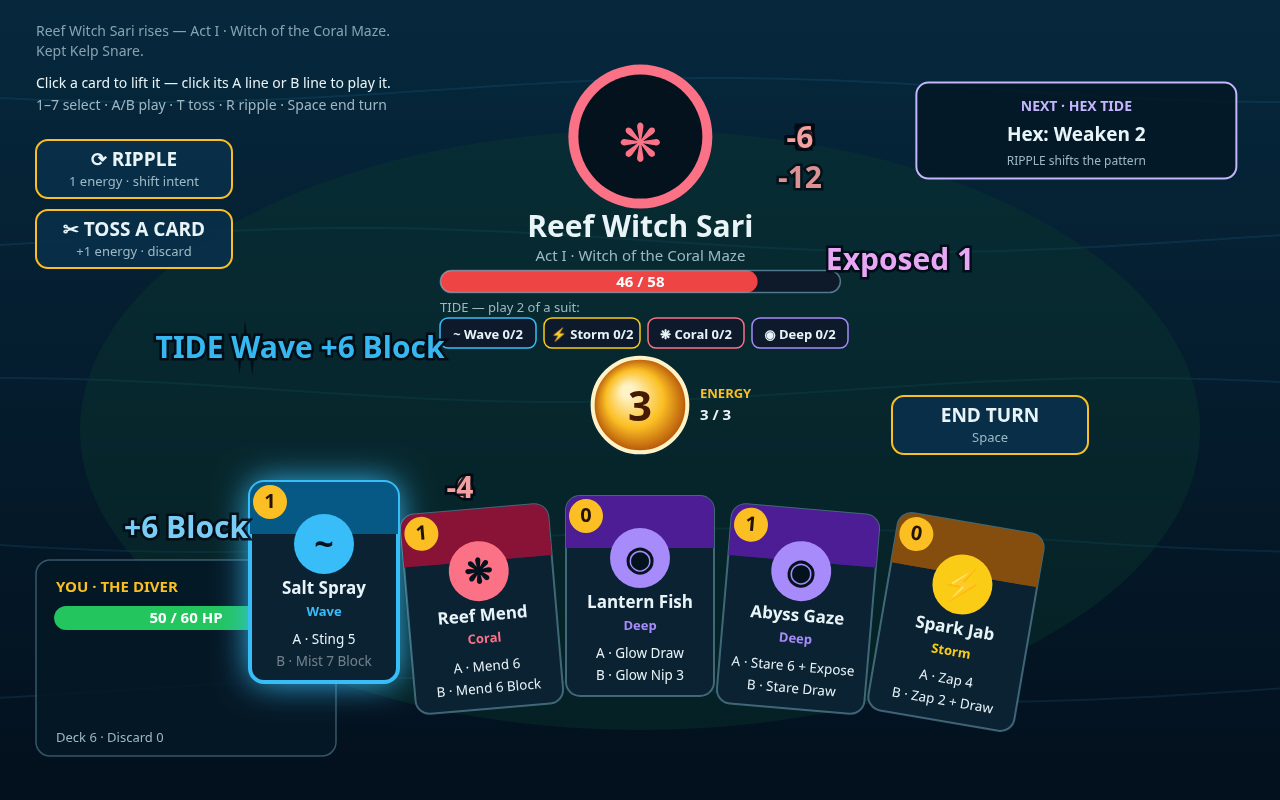 Reef Witch Sari rises — Act I · Witch of the Coral Maze.
Kept Kelp Snare.
Click a card to lift it — click its A line or B line to play it.
1–7 select · A/B play · T toss · R ripple · Space end turn
⟳ RIPPLE
1 energy · shift intent
✂ TOSS A CARD
+1 energy · discard
NEXT · HEX TIDE
Hex: Weaken 2
RIPPLE shifts the pattern
❋
-6
-12
Reef Witch Sari
Act I · Witch of the Coral Maze
Exposed 1
46 / 58
TIDE — play 2 of a suit:
~ Wave 0/2
⚡ Storm 0/2
❋ Coral 0/2
◉ Deep 0/2
TIDE Wave +6 Block
3
ENERGY
3 / 3
END TURN
Space
-4
+6 Block
YOU · THE DIVER
50 / 60 HP
Deck 6 · Discard 0
1
~
Salt Spray
Wave
A · Sting 5
B · Mist 7 Block
1
❋
Reef Mend
Coral
A · Mend 6
B · Mend 6 Block
0
◉
Lantern Fish
Deep
A · Glow Draw
B · Glow Nip 3
1
◉
Abyss Gaze
Deep
A · Stare 6 + Expose
B · Stare Draw
0
⚡
Spark Jab
Storm
A · Zap 4
B · Zap 2 + Draw